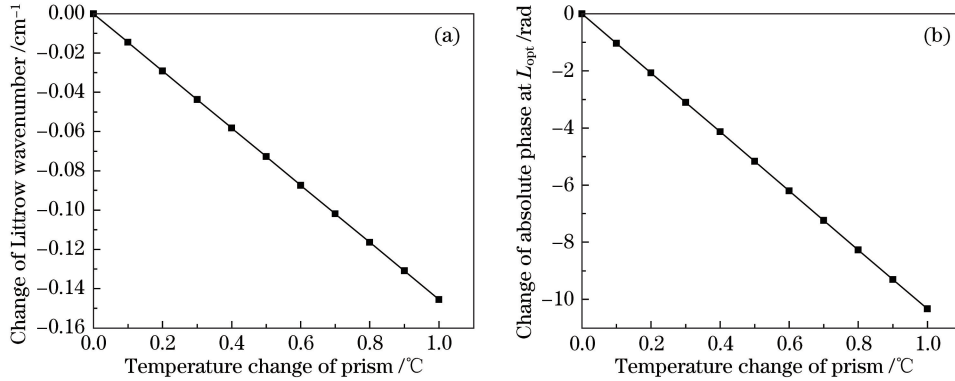 (a)
Change of Littrow wavenumber /cm⁻¹
0.00
−0.02
−0.04
−0.06
−0.08
−0.10
−0.12
−0.14
−0.16
0.0 0.2 0.4 0.6 0.8 1.0
Temperature change of prism /℃
(b)
Change of absolute phase at Lopt /rad
0
−2
−4
−6
−8
−10
0.0 0.2 0.4 0.6 0.8 1.0
Temperature change of prism /℃